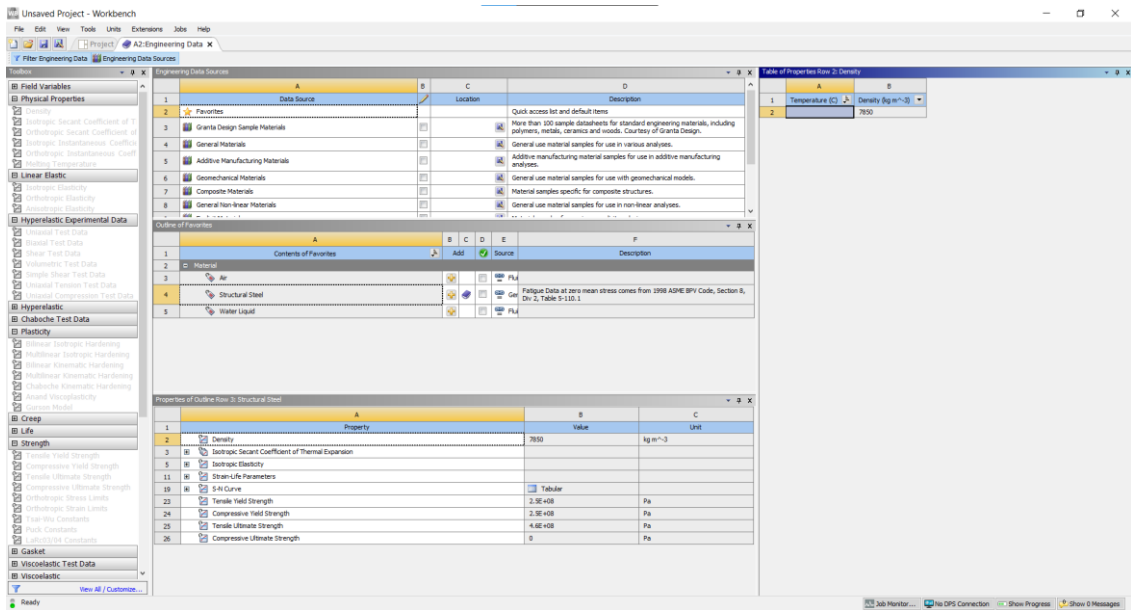 Unsaved Project - Workbench
File Edit View Tools Units Extensions Jobs Help
Project A2:Engineering Data X
Filter Engineering Data Engineering Data Sources
Toolbox
Field Variables
Physical Properties
Density
Isotropic Secant Coefficient of T
Orthotropic Secant Coefficient of
Isotropic Instantaneous Coeffice
Orthotropic Instantaneous Coeff
Melting Temperature
Linear Elastic
Isotropic Elasticity
Orthotropic Elasticity
Anisotropic Elasticity
Hyperelastic Experimental Data
Uniaxial Test Data
Biaxial Test Data
Shear Test Data
Volumetric Test Data
Simple Shear Test Data
Uniaxial Tension Test Data
Uniaxial Compression Test Data
Hyperelastic
Chaboche Test Data
Plasticity
Bilinear Isotropic Hardening
Multilinear Isotropic Hardening
Bilinear Kinematic Hardening
Multilinear Kinematic Hardening
Chaboche Kinematic Hardening
Anand Viscoplasticity
Gurson Model
Creep
Life
Strength
Tensile Yield Strength
Compressive Yield Strength
Tensile Ultimate Strength
Compressive Ultimate Strength
Orthotropic Stress Limits
Orthotropic Strain Limits
Tsai-Wu Constants
Puck Constants
LaRc03/04 Constants
Gasket
Viscoelastic Test Data
Viscoelastic
View All / Customize...
Engineering Data Sources
A B C D
1 Data Source Location Description
2 Favorites Quick access list and default items
3 Granta Design Sample Materials More than 100 sample datasheets for standard engineering materials, including
polymers, metals, ceramics and woods. Courtesy of Granta Design.
4 General Materials General use material samples for use in various analyses.
5 Additive Manufacturing Materials Additive manufacturing material samples for use in additive manufacturing
analyses.
6 Geomechanical Materials General use material samples for use with geomechanical models.
7 Composite Materials Material samples specific for composite structures.
8 General Non-linear Materials General use material samples for use in non-linear analyses.
Outline of Favorites
A B C D E F
1 Contents of Favorites Add Source Description
2 Material
3 Air Flui
4 Structural Steel Ger Fatigue Data at zero mean stress comes from 1998 ASME BPV Code, Section 8,
Div 2, Table 5-110.1
5 Water Liquid Flui
Properties of Outline Row 3: Structural Steel
A B C
1 Property Value Unit
2 Density 7850 kg m^-3
3 Isotropic Secant Coefficient of Thermal Expansion
5 Isotropic Elasticity
11 Strain-Life Parameters
19 S-N Curve Tabular
23 Tensile Yield Strength 2.5E+08 Pa
24 Compressive Yield Strength 2.5E+08 Pa
25 Tensile Ultimate Strength 4.6E+08 Pa
26 Compressive Ultimate Strength 0 Pa
Table of Properties Row 2: Density
A B
1 Temperature (C) Density (kg m^-3)
2 7850
Ready
Job Monitor... No DPS Connection Show Progress Show 0 Messages